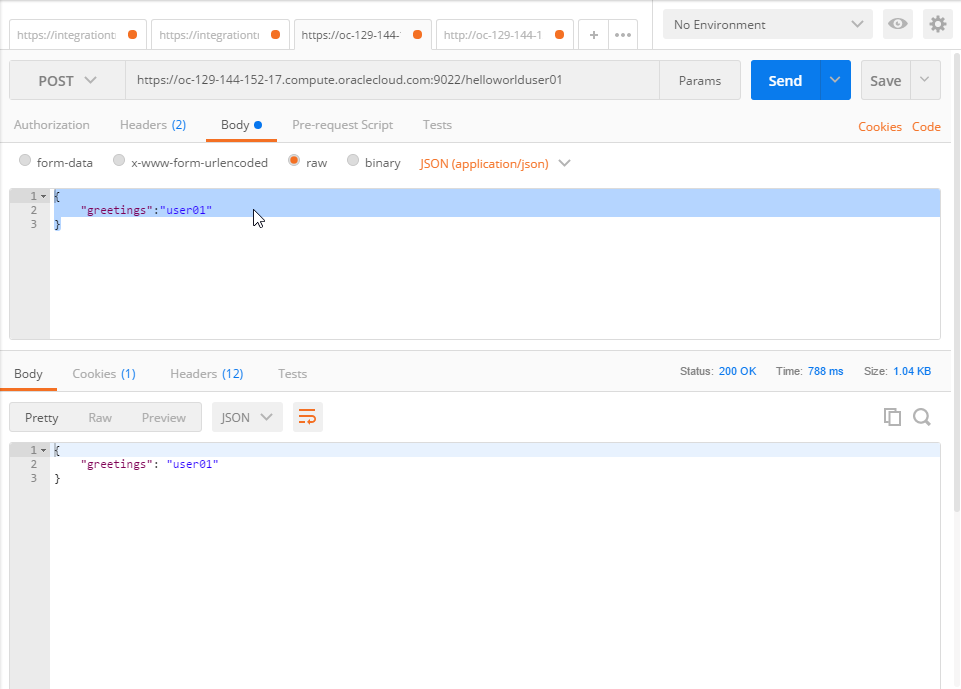 https://integrationt
https://integrationt
https://oc-129-144-
http://oc-129-144-1
+
•••
No Environment
POST
https://oc-129-144-152-17.compute.oraclecloud.com:9022/helloworlduser01
Params
Send
Save
Authorization
Headers (2)
Body
Pre-request Script
Tests
Cookies
Code
form-data
x-www-form-urlencoded
raw
binary
JSON (application/json)
1 {
2 "greetings":"user01"
3 }
Body
Cookies (1)
Headers (12)
Tests
Status: 200 OK
Time: 788 ms
Size: 1.04 KB
Pretty
Raw
Preview
JSON
1 {
2 "greetings": "user01"
3 }